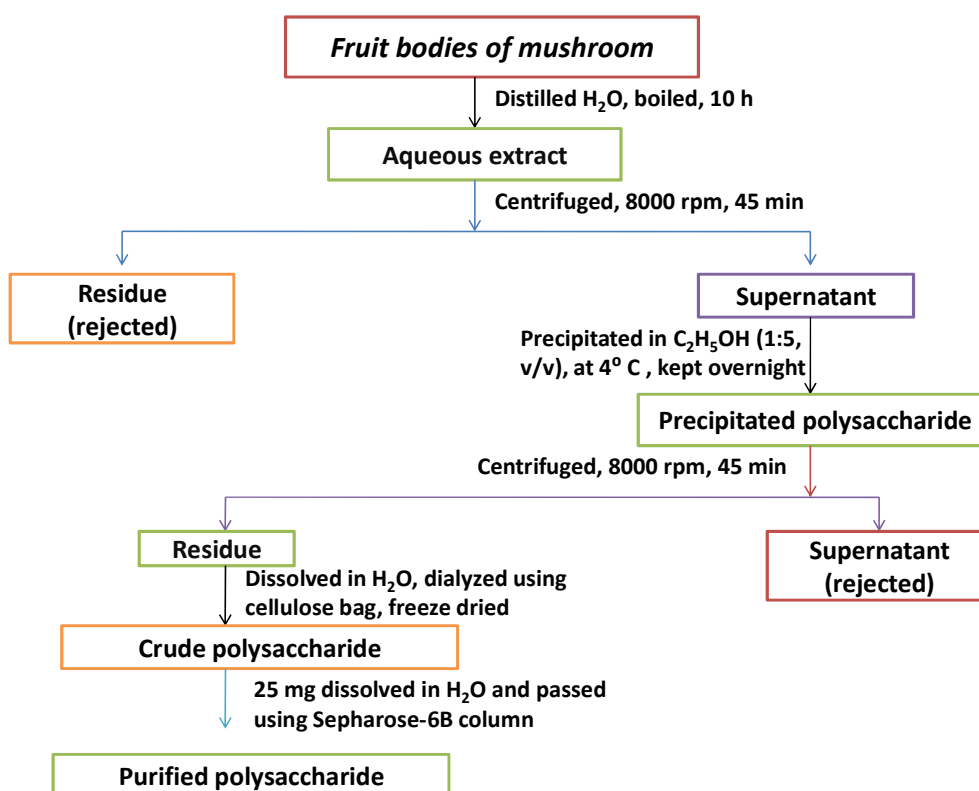 Fruit bodies of mushroom
Distilled H₂O, boiled, 10 h
Aqueous extract
Centrifuged, 8000 rpm, 45 min
Residue
(rejected)
Supernatant
Precipitated in C₂H₅OH (1:5,
v/v), at 4⁰ C , kept overnight
Precipitated polysaccharide
Centrifuged, 8000 rpm, 45 min
Residue
Supernatant
(rejected)
Dissolved in H₂O, dialyzed using
cellulose bag, freeze dried
Crude polysaccharide
25 mg dissolved in H₂O and passed
using Sepharose-6B column
Purified polysaccharide